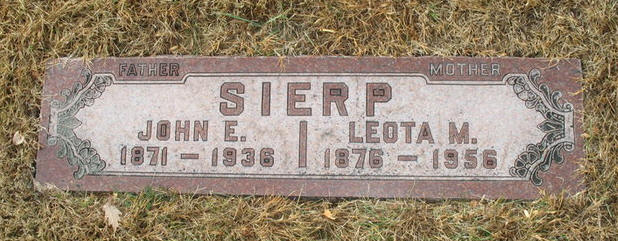 FATHER MOTHER
SIERP
JOHN E. LEOTA M.
1871 — 1936 1876 — 1956